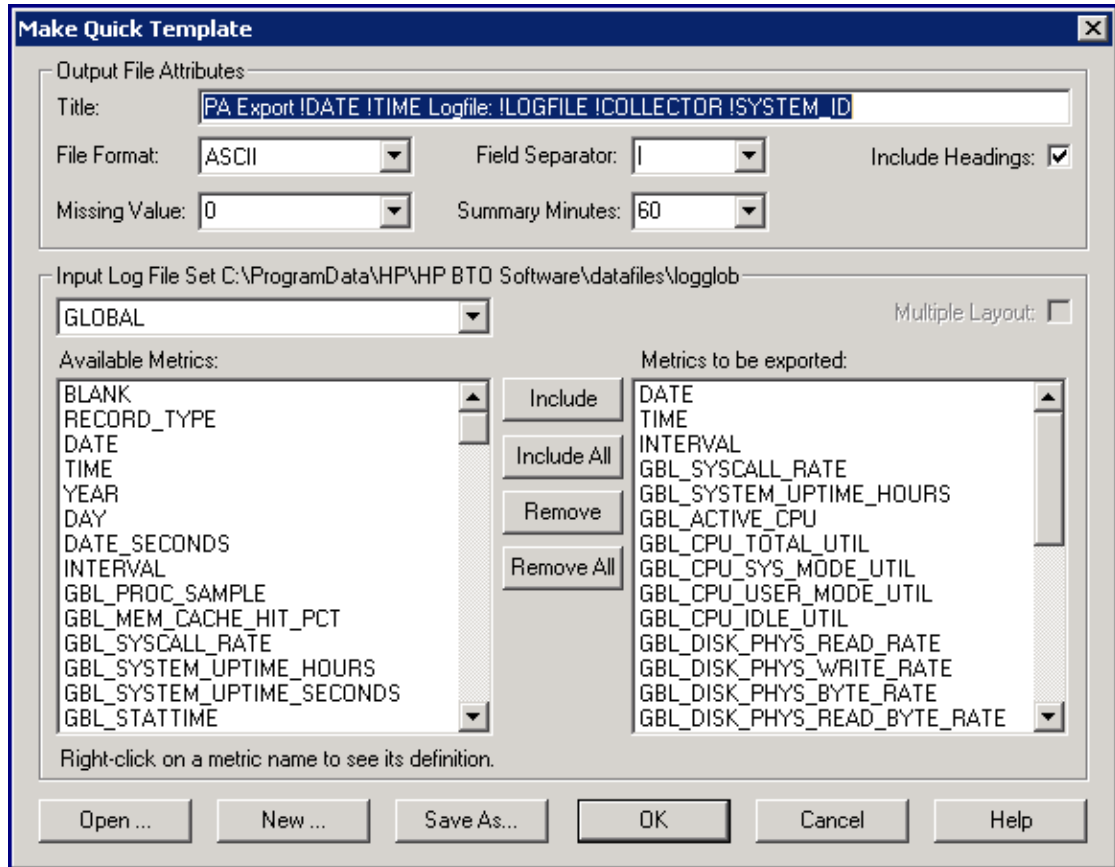 Make Quick Template
Output File Attributes
Title: PA Export !DATE !TIME Logfile: !LOGFILE !COLLECTOR !SYSTEM_ID
File Format: ASCII Field Separator: | Include Headings:
Missing Value: 0 Summary Minutes: 60
Input Log File Set C:\ProgramData\HP\HP BTO Software\datafiles\logglob
GLOBAL Multiple Layout:
Available Metrics:
BLANK
RECORD_TYPE
DATE
TIME
YEAR
DAY
DATE_SECONDS
INTERVAL
GBL_PROC_SAMPLE
GBL_MEM_CACHE_HIT_PCT
GBL_SYSCALL_RATE
GBL_SYSTEM_UPTIME_HOURS
GBL_SYSTEM_UPTIME_SECONDS
GBL_STATTIME
Include
Include All
Remove
Remove All
Metrics to be exported:
DATE
TIME
INTERVAL
GBL_SYSCALL_RATE
GBL_SYSTEM_UPTIME_HOURS
GBL_ACTIVE_CPU
GBL_CPU_TOTAL_UTIL
GBL_CPU_SYS_MODE_UTIL
GBL_CPU_USER_MODE_UTIL
GBL_CPU_IDLE_UTIL
GBL_DISK_PHYS_READ_RATE
GBL_DISK_PHYS_WRITE_RATE
GBL_DISK_PHYS_BYTE_RATE
GBL_DISK_PHYS_READ_BYTE_RATE
Right-click on a metric name to see its definition.
Open ... New ... Save As... OK Cancel Help